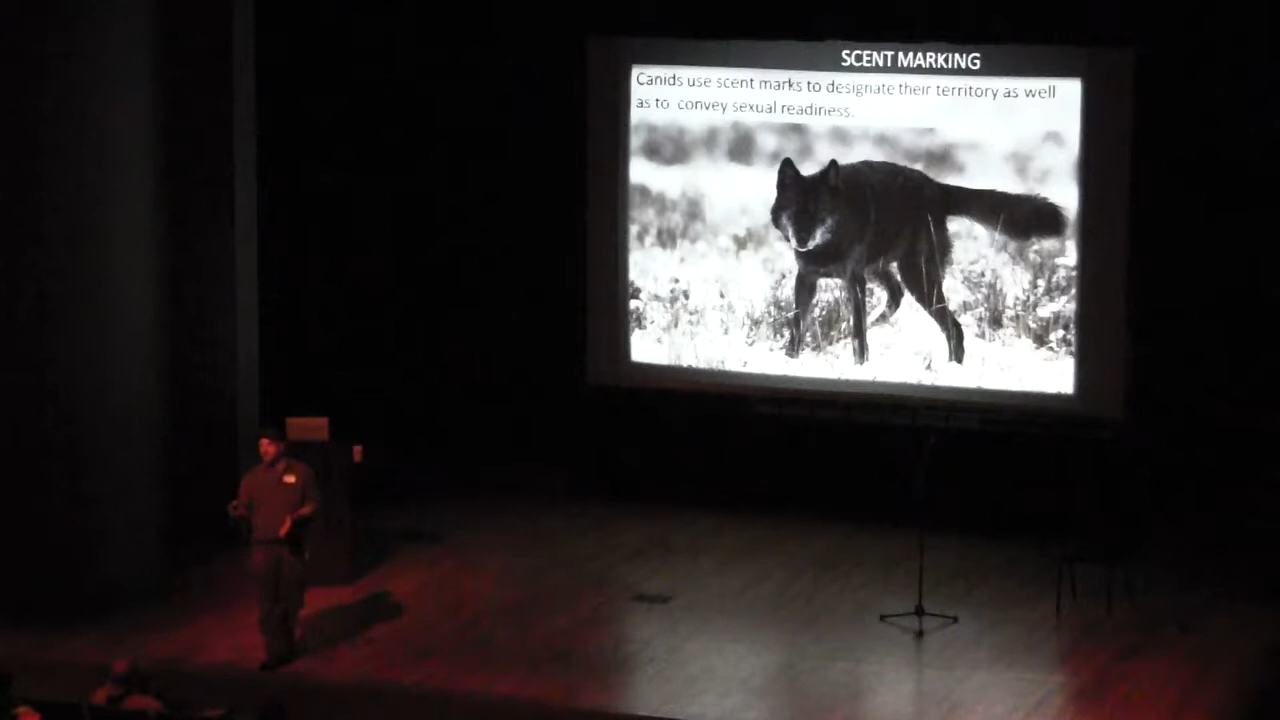 SCENT MARKING
Canids use scent marks to designate their territory as well
as to convey sexual readiness.